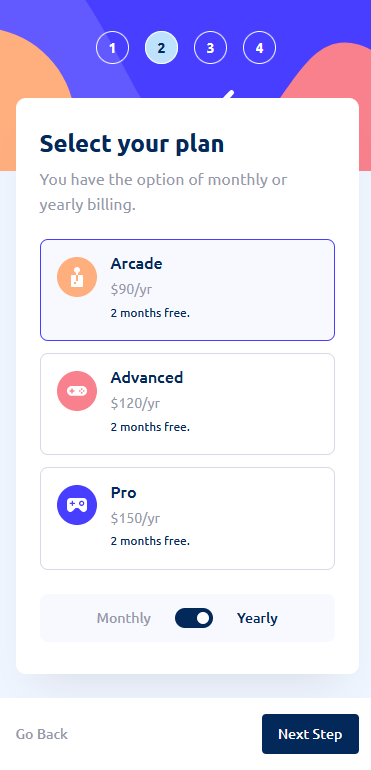 1 2 3 4
Select your plan
You have the option of monthly or
yearly billing.
Arcade
$90/yr
2 months free.
Advanced
$120/yr
2 months free.
Pro
$150/yr
2 months free.
Monthly Yearly
Go Back Next Step